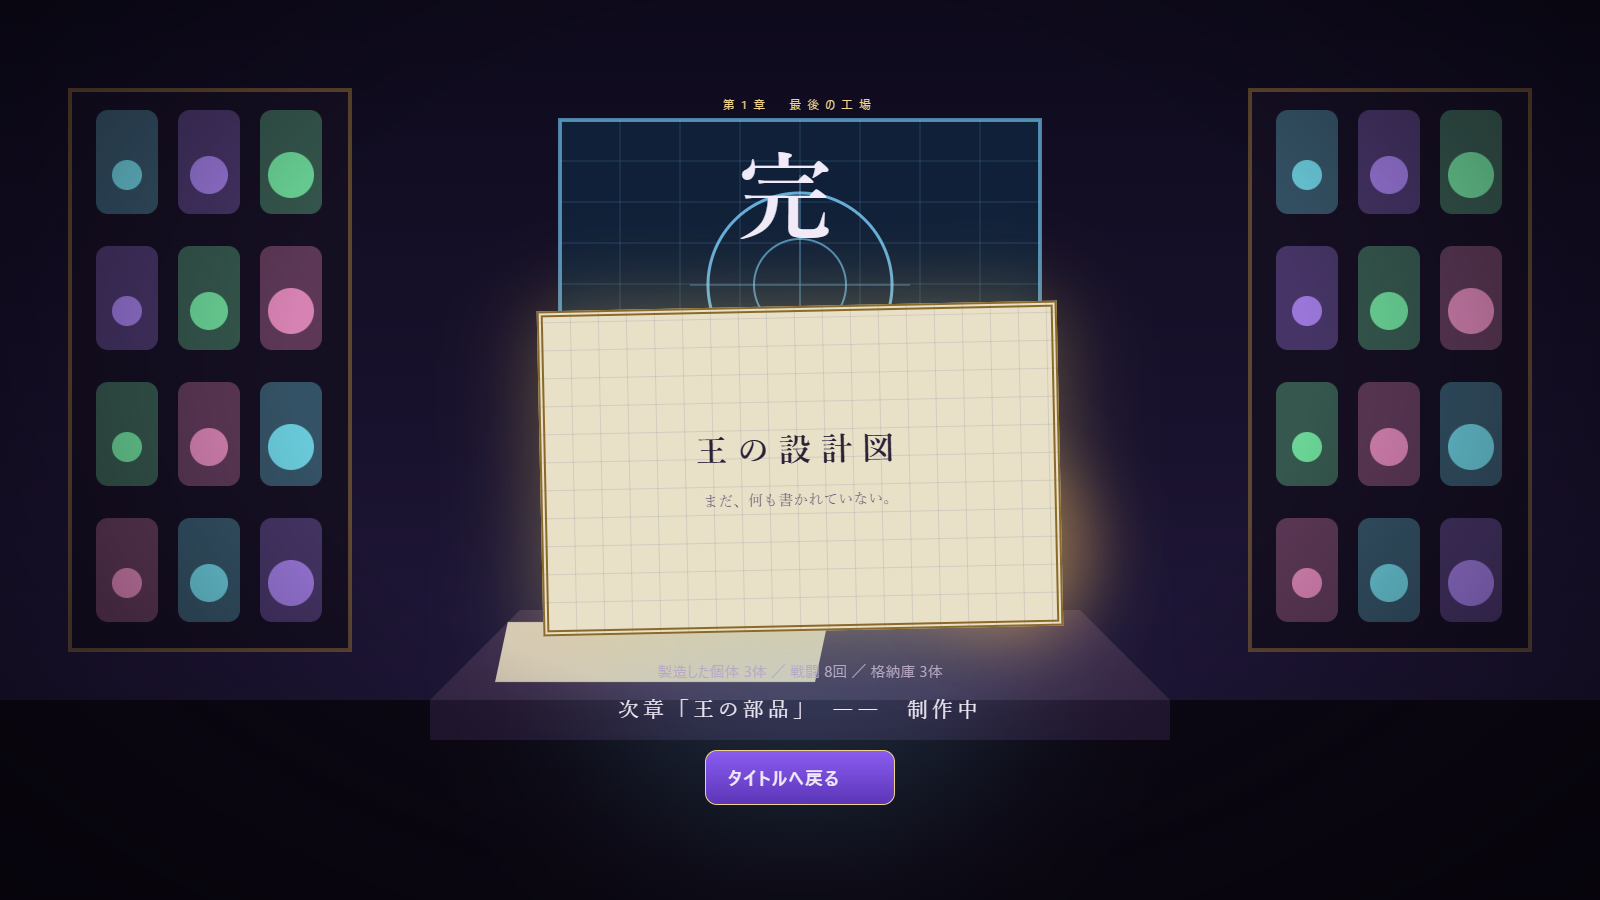 第1章　最後の工場
完
王の設計図
まだ、何も書かれていない。
製造した個体 3体 ／ 戦闘 8回 ／ 格納庫 3体
次章「王の部品」 ――　制作中
タイトルへ戻る